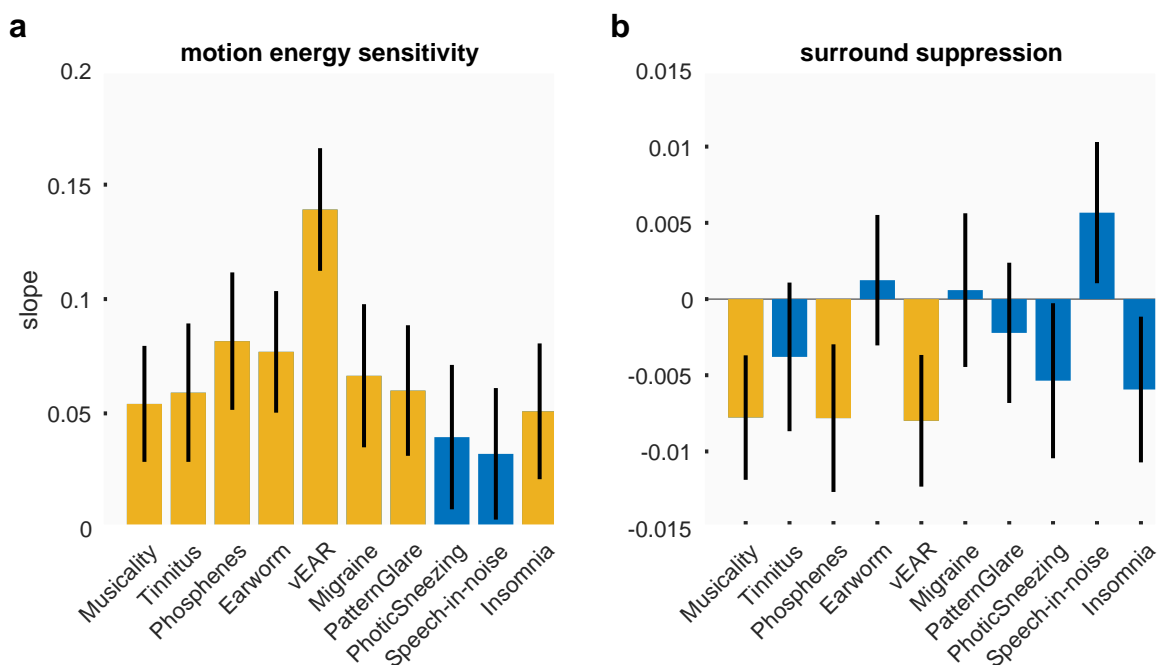 a
motion energy sensitivity
slope
0.2
0.15
0.1
0.05
0
Musicality
Tinnitus
Phosphenes
Earworm
vEAR
Migraine
PatternGlare
PhoticSneezing
Speech-in-noise
Insomnia
b
surround suppression
0.015
0.01
0.005
0
-0.005
-0.01
-0.015
Musicality
Tinnitus
Phosphenes
Earworm
vEAR
Migraine
PatternGlare
PhoticSneezing
Speech-in-noise
Insomnia